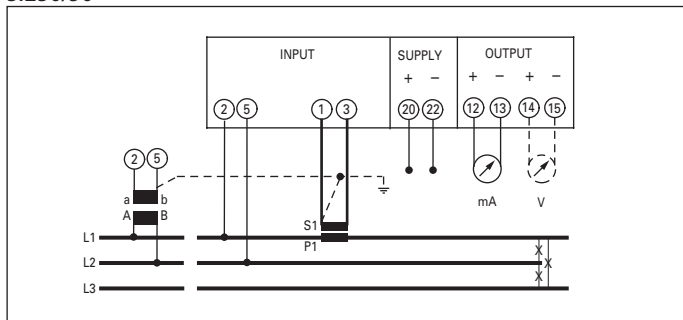 INPUT SUPPLY OUTPUT
+ − + − + −
2 5 1 3 20 22 12 13 14 15
2 5
a b mA V
A B
S1
L1 P1
L2 X X
X
L3